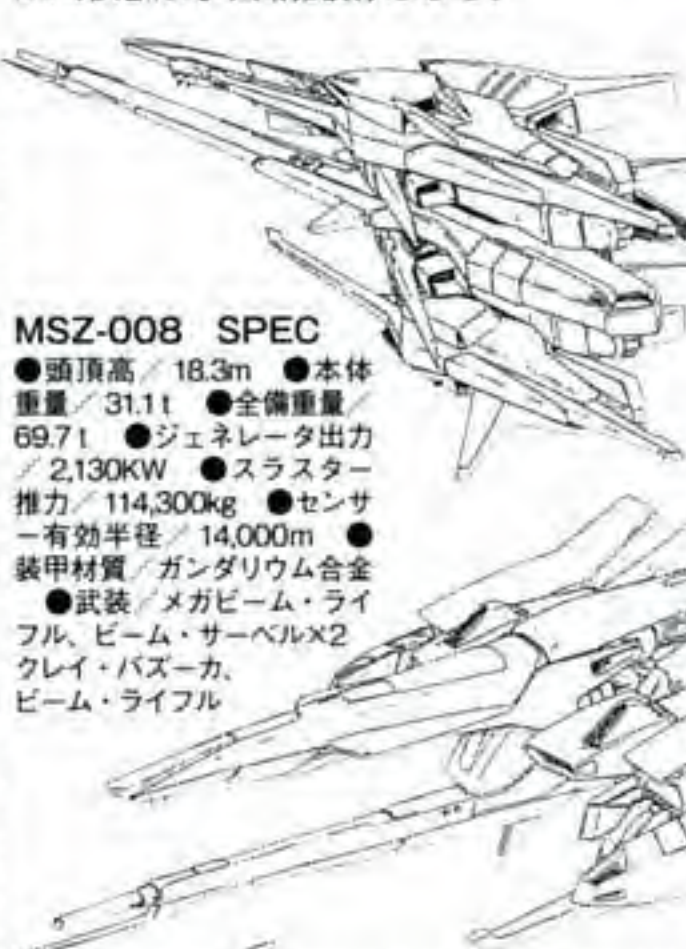 MSZ-008 SPEC
●頭頂高／18.3m ●本体
重量／31.1t ●全備重量／
69.7t ●ジェネレータ出力
／2,130KW ●スラスター
推力／114,300kg ●センサ
ー有効半径／14,000m ●
装甲材質／ガンダリウム合金
●武装／メガビーム・ライ
フル、ビーム・サーベル×2
クレイ・バズーカ、
ビーム・ライフル